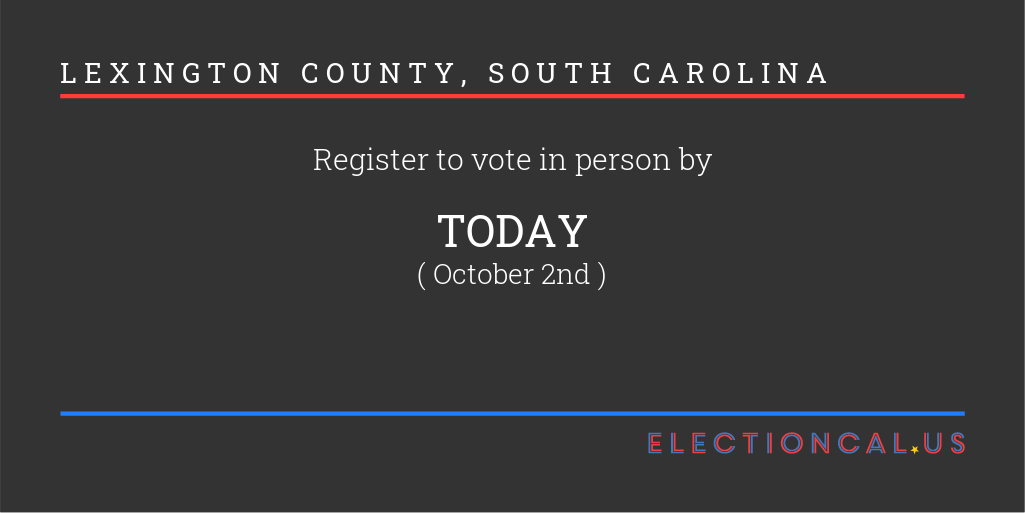 LEXINGTON COUNTY, SOUTH CAROLINA
Register to vote in person by
TODAY
( October 2nd )
ELECTIONCAL.US